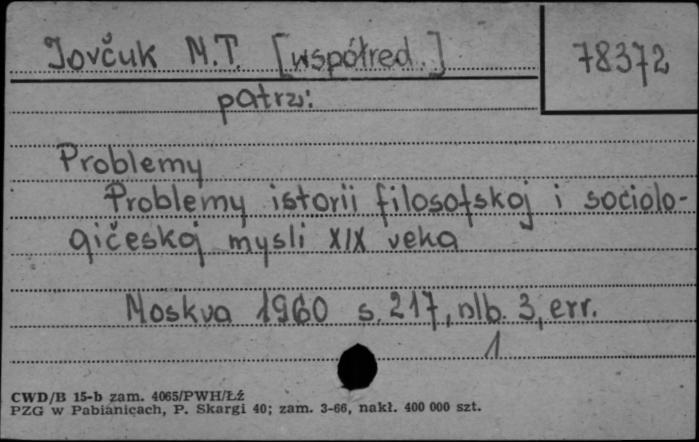 Jovčuk M.T. [współred.]
78372
patrz:
Problemy
Problemy istorii filosofskoj i sociolo-
gičeskoj mysli XIX veka
Moskva 1960 s. 217, nlb. 3, err.
1
CWD/B 15-b zam. 4065/PWH/Łź
PZG w Pabianicach, P. Skargi 40; zam. 3-66, nakł. 400 000 szt.